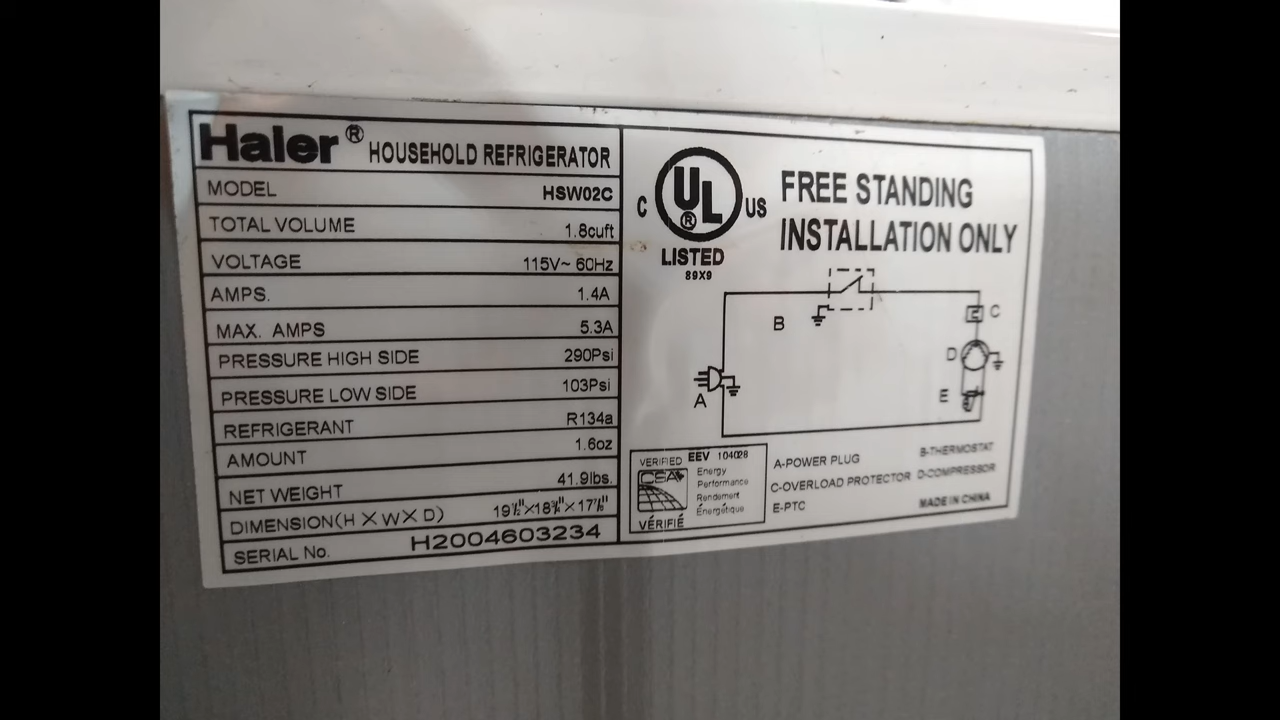 Haier® HOUSEHOLD REFRIGERATOR
MODEL HSW02C
TOTAL VOLUME 1.8cuft
VOLTAGE 115V~ 60Hz
AMPS. 1.4A
MAX. AMPS 5.3A
PRESSURE HIGH SIDE 290Psi
PRESSURE LOW SIDE 103Psi
REFRIGERANT R134a
AMOUNT 1.6oz
NET WEIGHT 41.9lbs.
DIMENSION(H X W X D)
SERIAL No. H2004603234
C UL® US
LISTED
89X9
FREE STANDING
INSTALLATION ONLY
B
C
D
E
A
VERIFIED EEV 104028
CSA
Energy
Performance
Rendement
Énergétique
VÉRIFIÉ
A-POWER PLUG B-THERMOSTAT
C-OVERLOAD PROTECTOR D-COMPRESSOR
E-PTC MADE IN CHINA